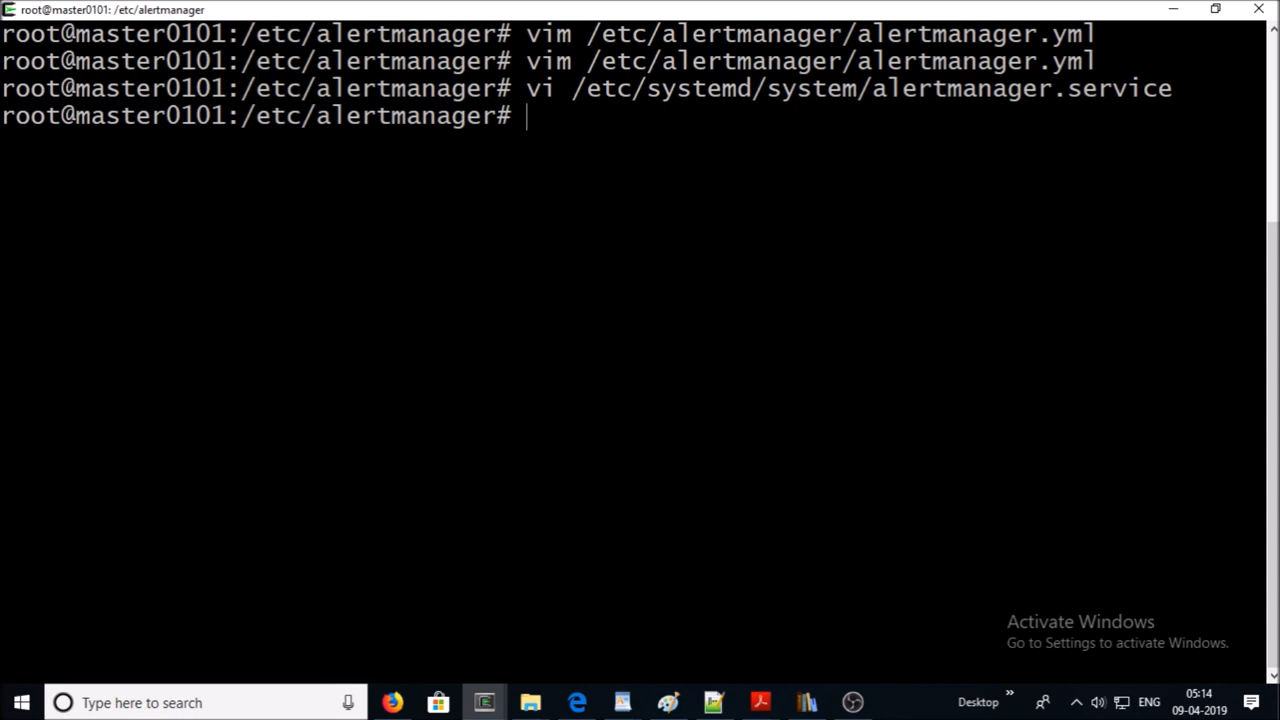 root@master0101: /etc/alertmanager
root@master0101:/etc/alertmanager# vim /etc/alertmanager/alertmanager.yml
root@master0101:/etc/alertmanager# vim /etc/alertmanager/alertmanager.yml
root@master0101:/etc/alertmanager# vi /etc/systemd/system/alertmanager.service
root@master0101:/etc/alertmanager#
Activate Windows
Go to Settings to activate Windows.
Type here to search
Desktop
ENG
05:14
09-04-2019